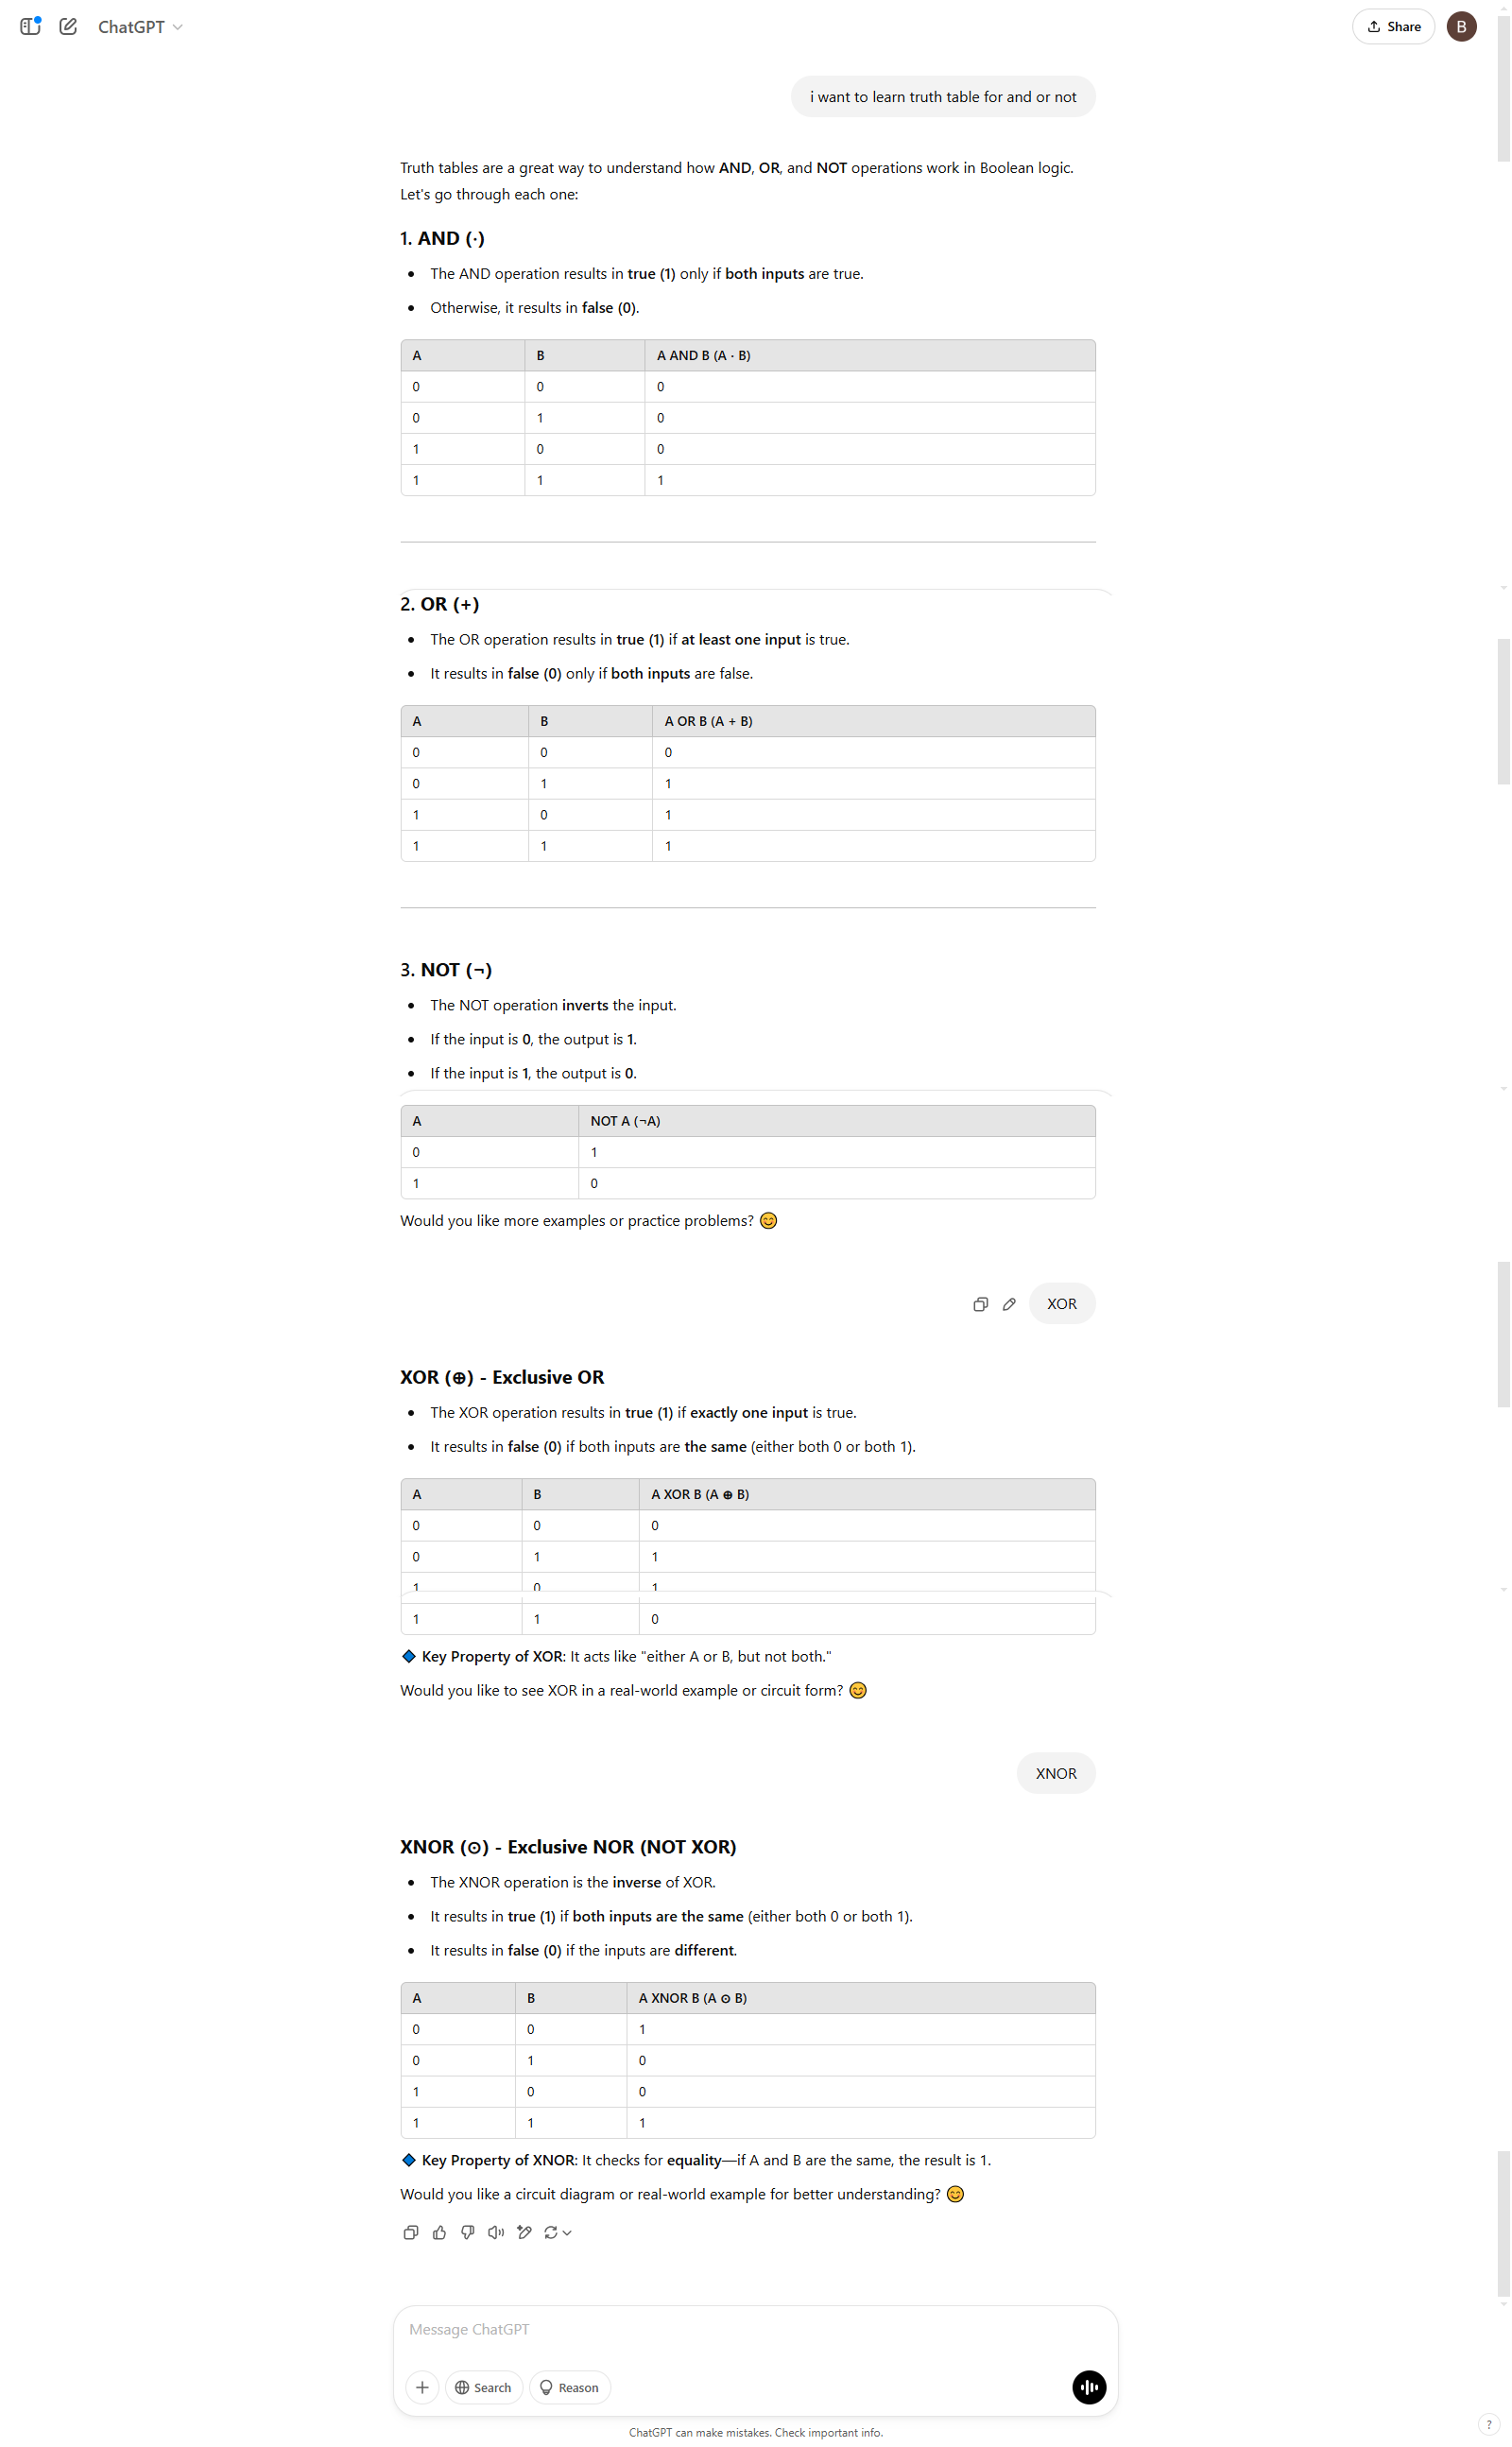 ChatGPT
Share
B
i want to learn truth table for and or not
Truth tables are a great way to understand how AND, OR, and NOT operations work in Boolean logic.
Let's go through each one:
1. AND (·)
• The AND operation results in true (1) only if both inputs are true.
• Otherwise, it results in false (0).
A B A AND B (A · B)
0 0 0
0 1 0
1 0 0
1 1 1
2. OR (+)
• The OR operation results in true (1) if at least one input is true.
• It results in false (0) only if both inputs are false.
A B A OR B (A + B)
0 0 0
0 1 1
1 0 1
1 1 1
3. NOT (¬)
• The NOT operation inverts the input.
• If the input is 0, the output is 1.
• If the input is 1, the output is 0.
A NOT A (¬A)
0 1
1 0
Would you like more examples or practice problems? 😊
XOR
XOR (⊕) - Exclusive OR
• The XOR operation results in true (1) if exactly one input is true.
• It results in false (0) if both inputs are the same (either both 0 or both 1).
A B A XOR B (A ⊕ B)
0 0 0
0 1 1
1 0 1
1 1 0
🔹 Key Property of XOR: It acts like "either A or B, but not both."
Would you like to see XOR in a real-world example or circuit form? 😊
XNOR
XNOR (⊙) - Exclusive NOR (NOT XOR)
• The XNOR operation is the inverse of XOR.
• It results in true (1) if both inputs are the same (either both 0 or both 1).
• It results in false (0) if the inputs are different.
A B A XNOR B (A ⊙ B)
0 0 1
0 1 0
1 0 0
1 1 1
🔹 Key Property of XNOR: It checks for equality—if A and B are the same, the result is 1.
Would you like a circuit diagram or real-world example for better understanding? 😊
Message ChatGPT
Search
Reason
ChatGPT can make mistakes. Check important info.
?